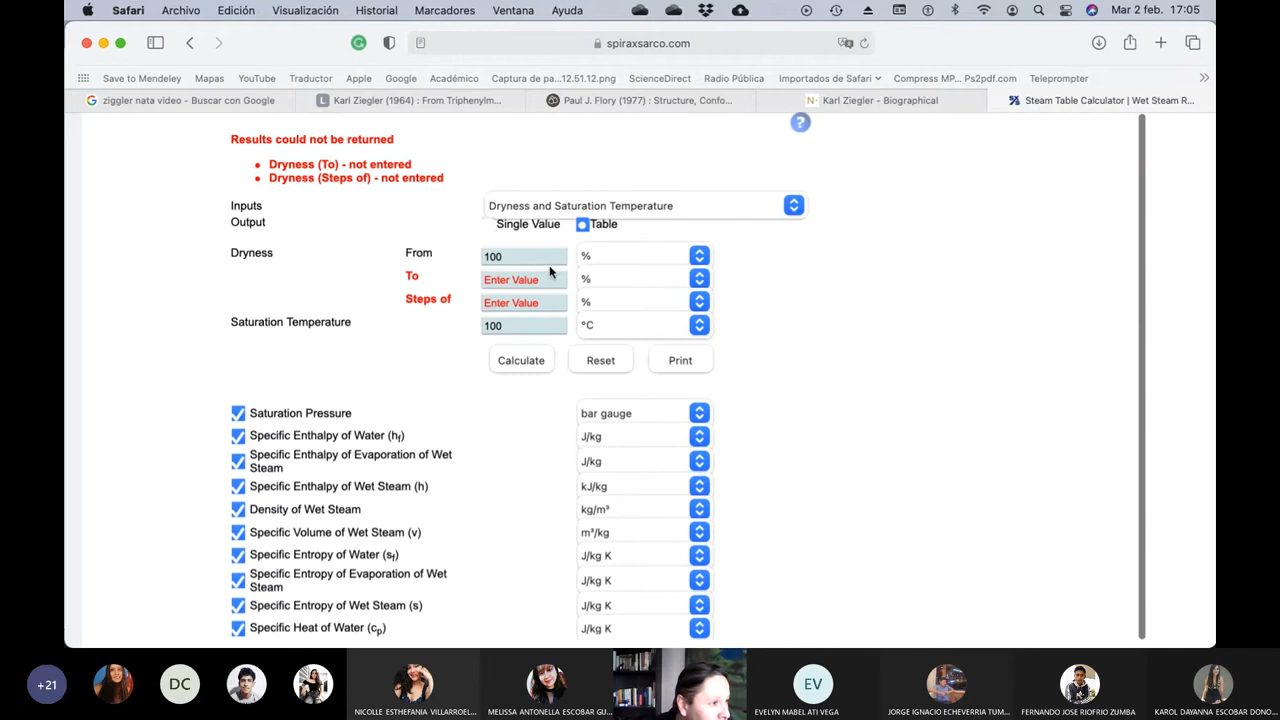 Safari Archivo Edición Visualización Historial Marcadores Ventana Ayuda Mar 2 feb. 17:05
spiraxsarco.com
Save to Mendeley Mapas YouTube Traductor Apple Google Académico Captura de pa...12.51.12.png ScienceDirect Radio Pública Importados de Safari Compress MP... Ps2pdf.com Teleprompter
ziggler nata video - Buscar con Google Karl Ziegler (1964) : From Triphenylm... Paul J. Flory (1977) : Structure, Confo... Karl Ziegler - Biographical Steam Table Calculator | Wet Steam R...
?
Results could not be returned
• Dryness (To) - not entered
• Dryness (Steps of) - not entered
Inputs Dryness and Saturation Temperature
Output Single Value Table
Dryness From 100 %
To Enter Value %
Steps of Enter Value %
Saturation Temperature 100 °C
Calculate Reset Print
Saturation Pressure bar gauge
Specific Enthalpy of Water (hf) J/kg
Specific Enthalpy of Evaporation of Wet
Steam J/kg
Specific Enthalpy of Wet Steam (h) kJ/kg
Density of Wet Steam kg/m³
Specific Volume of Wet Steam (v) m³/kg
Specific Entropy of Water (sf) J/kg K
Specific Entropy of Evaporation of Wet
Steam J/kg K
Specific Entropy of Wet Steam (s) J/kg K
Specific Heat of Water (cp) J/kg K
+21 DC EV
NICOLLE ESTHEFANIA VILLARROEL... MELISSA ANTONELLA ESCOBAR GU... EVELYN MABEL ATI VEGA JORGE IGNACIO ECHEVERRIA TUM... FERNANDO JOSE RIOFRIO ZUMBA KAROL DAYANNA ESCOBAR DONO...